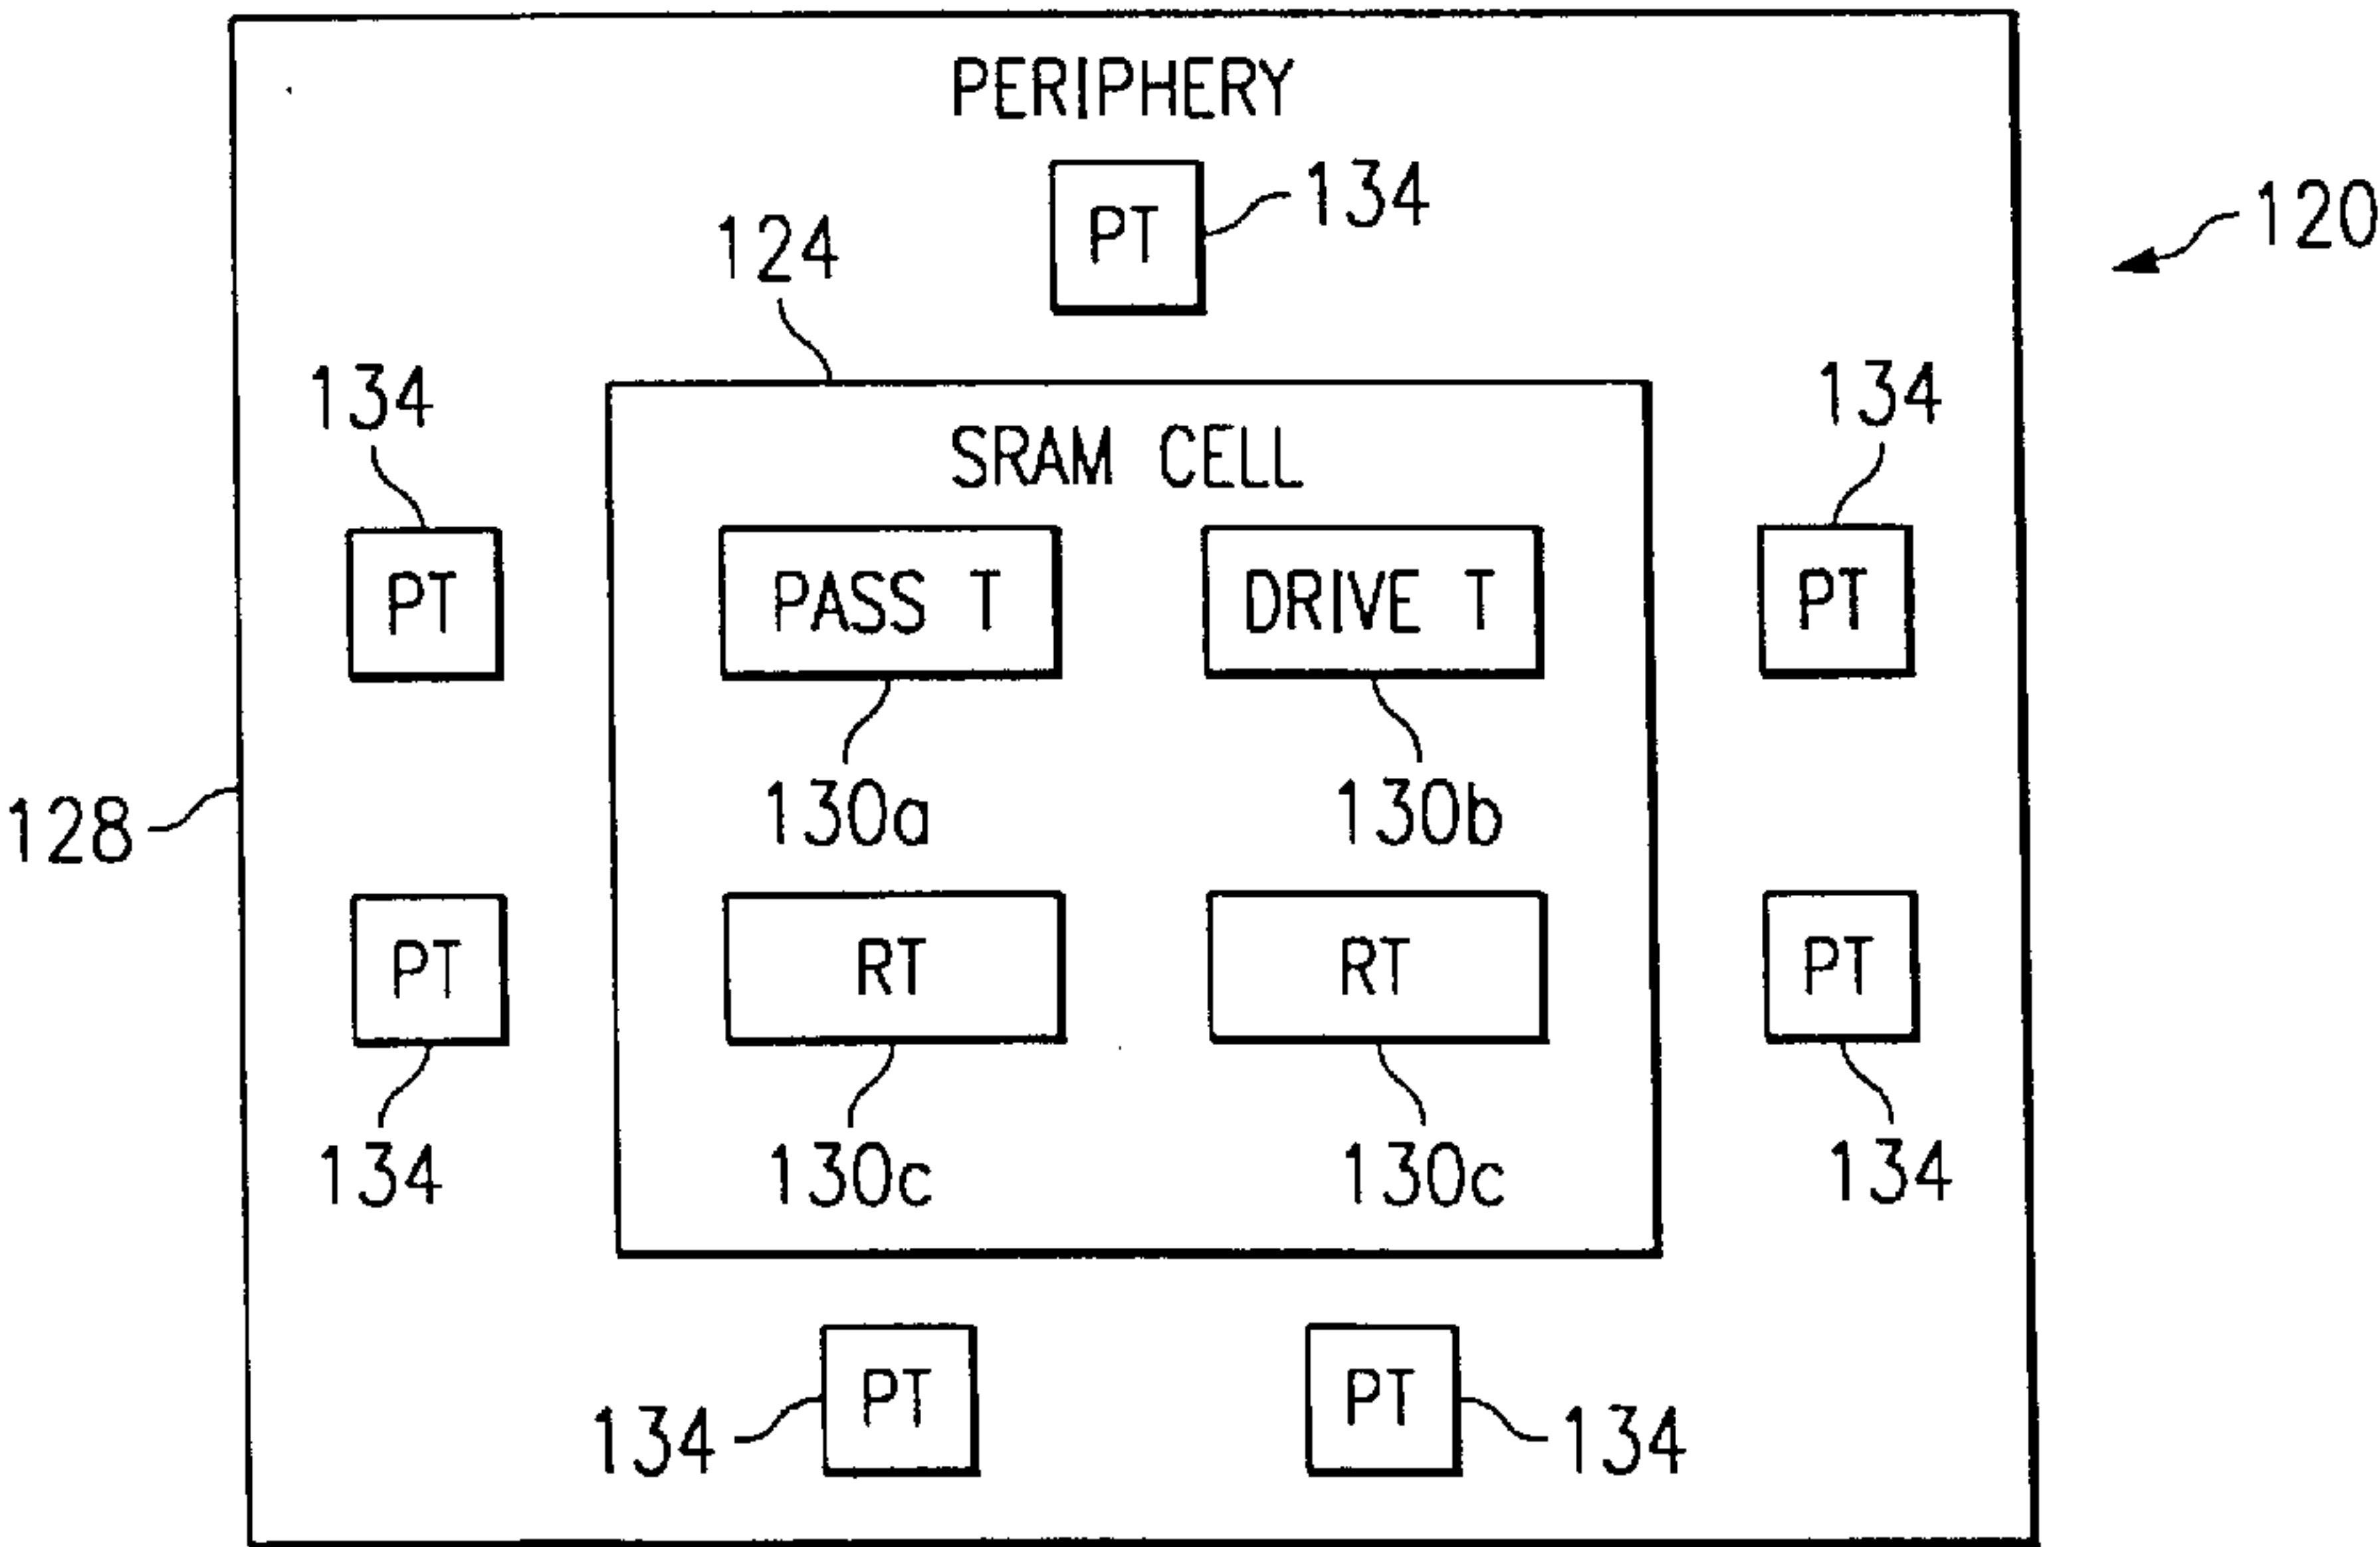 PERIPHERY
PT
134
120
124
134
134
SRAM CELL
PT
PASS T
DRIVE T
PT
130a
130b
128
PT
RT
RT
PT
134
130c
130c
134
PT
PT
134
134